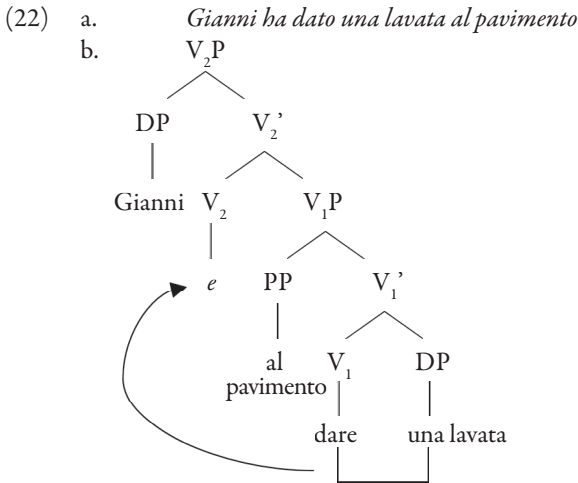 (22) a. Gianni ha dato una lavata al pavimento
b. V₂P
DP V₂’
Gianni V₂ V₁P
e PP V₁’
al V₁ DP
pavimento
dare una lavata